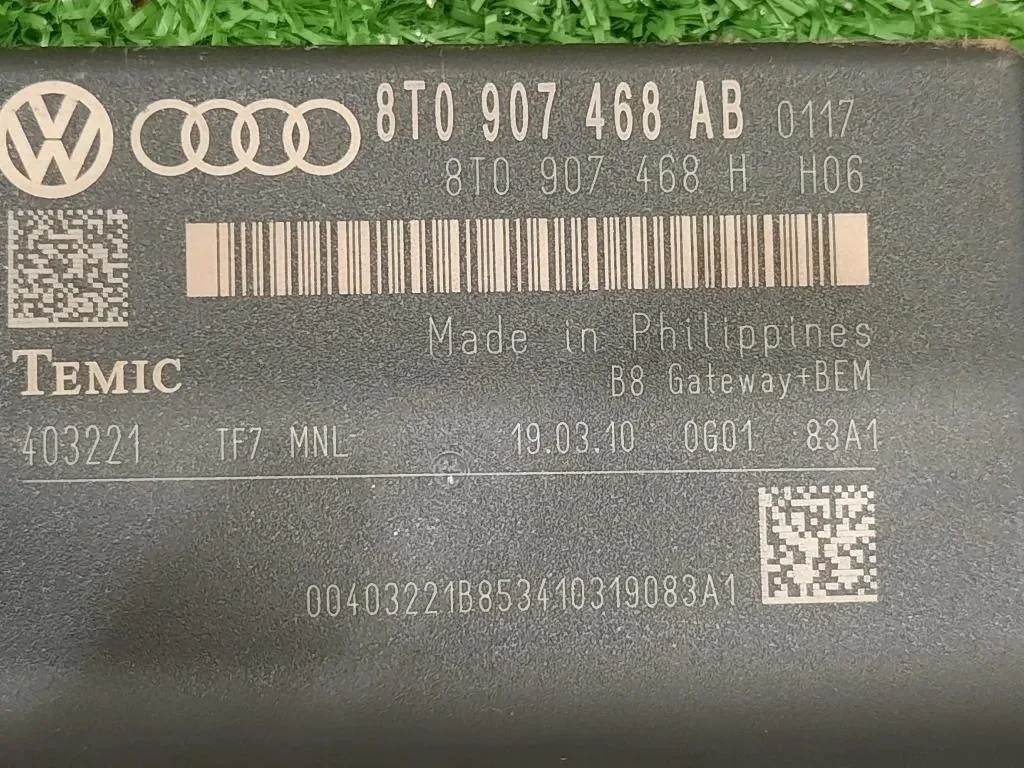 8T0 907 468 AB 0117
8T0 907 468 H H06
Made in Philippines
TEMIC
B8 Gateway+BEM
403221 TF7 MNL 19.03.10 0G01 83A1
00403221B853410319083A1